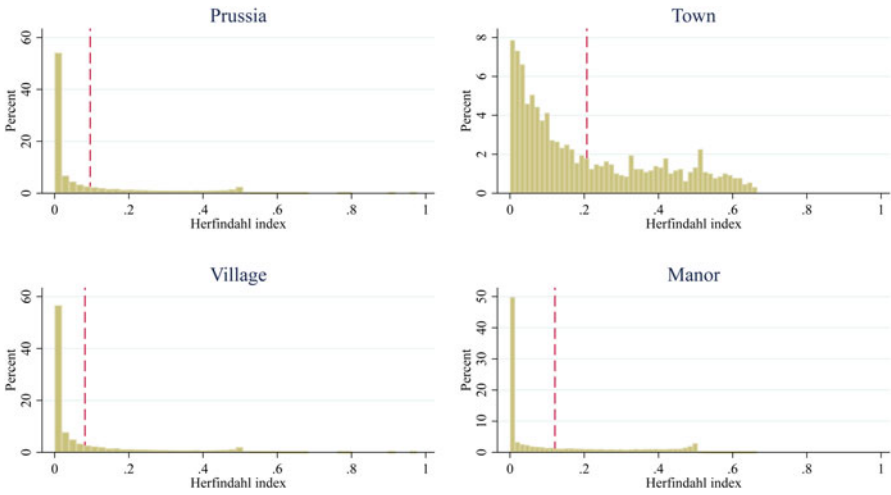 Prussia
Percent
60
40
20
0
0 .2 .4 .6 .8 1
Herfindahl index
Town
Percent
8
6
4
2
0
0 .2 .4 .6 .8 1
Herfindahl index
Village
Percent
60
40
20
0
0 .2 .4 .6 .8 1
Herfindahl index
Manor
Percent
50
40
30
20
10
0
0 .2 .4 .6 .8 1
Herfindahl index